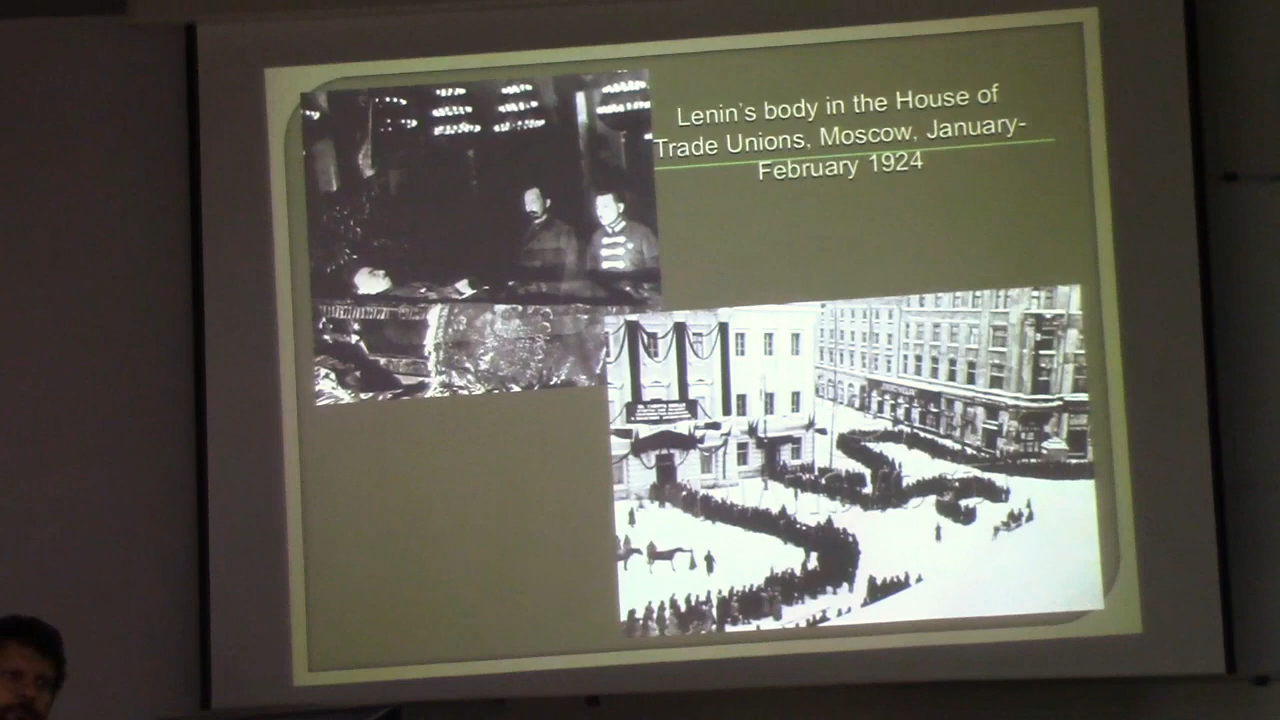 Lenin's body in the House of
Trade Unions, Moscow, January-
February 1924